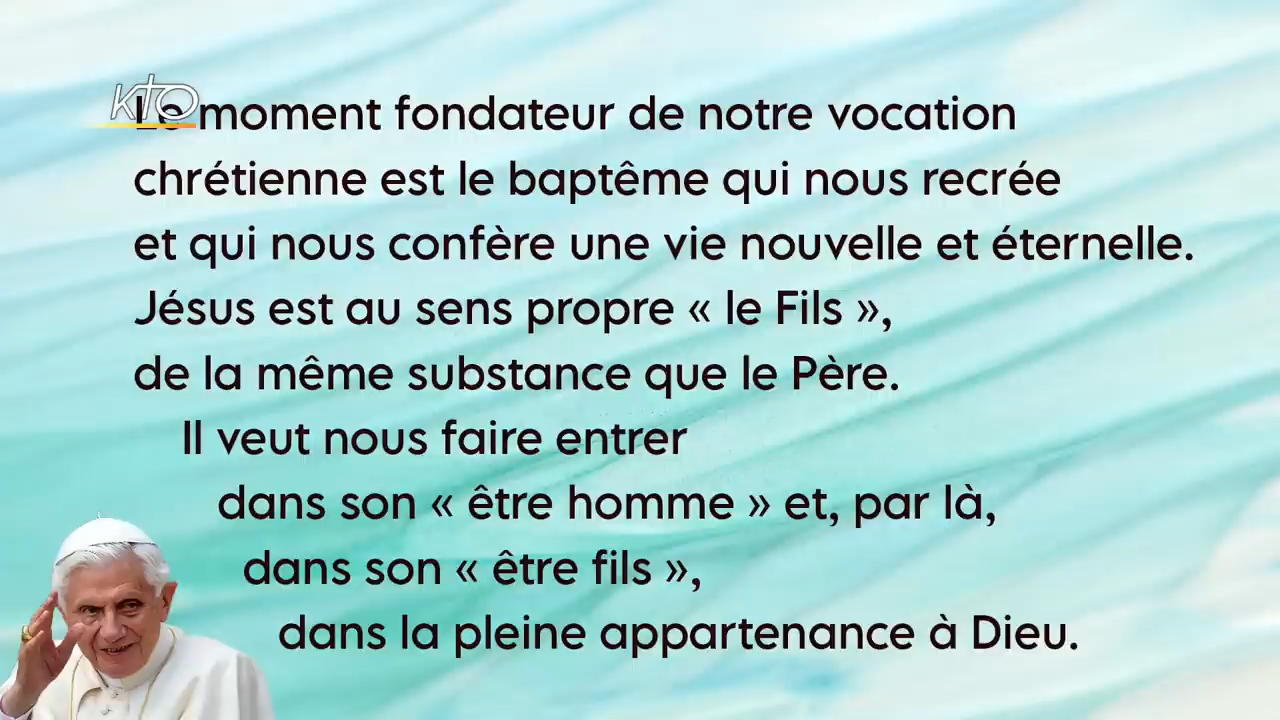 KTO
Le moment fondateur de notre vocation
chrétienne est le baptême qui nous recrée
et qui nous confère une vie nouvelle et éternelle.
Jésus est au sens propre « le Fils »,
de la même substance que le Père.
Il veut nous faire entrer
dans son « être homme » et, par là,
dans son « être fils »,
dans la pleine appartenance à Dieu.